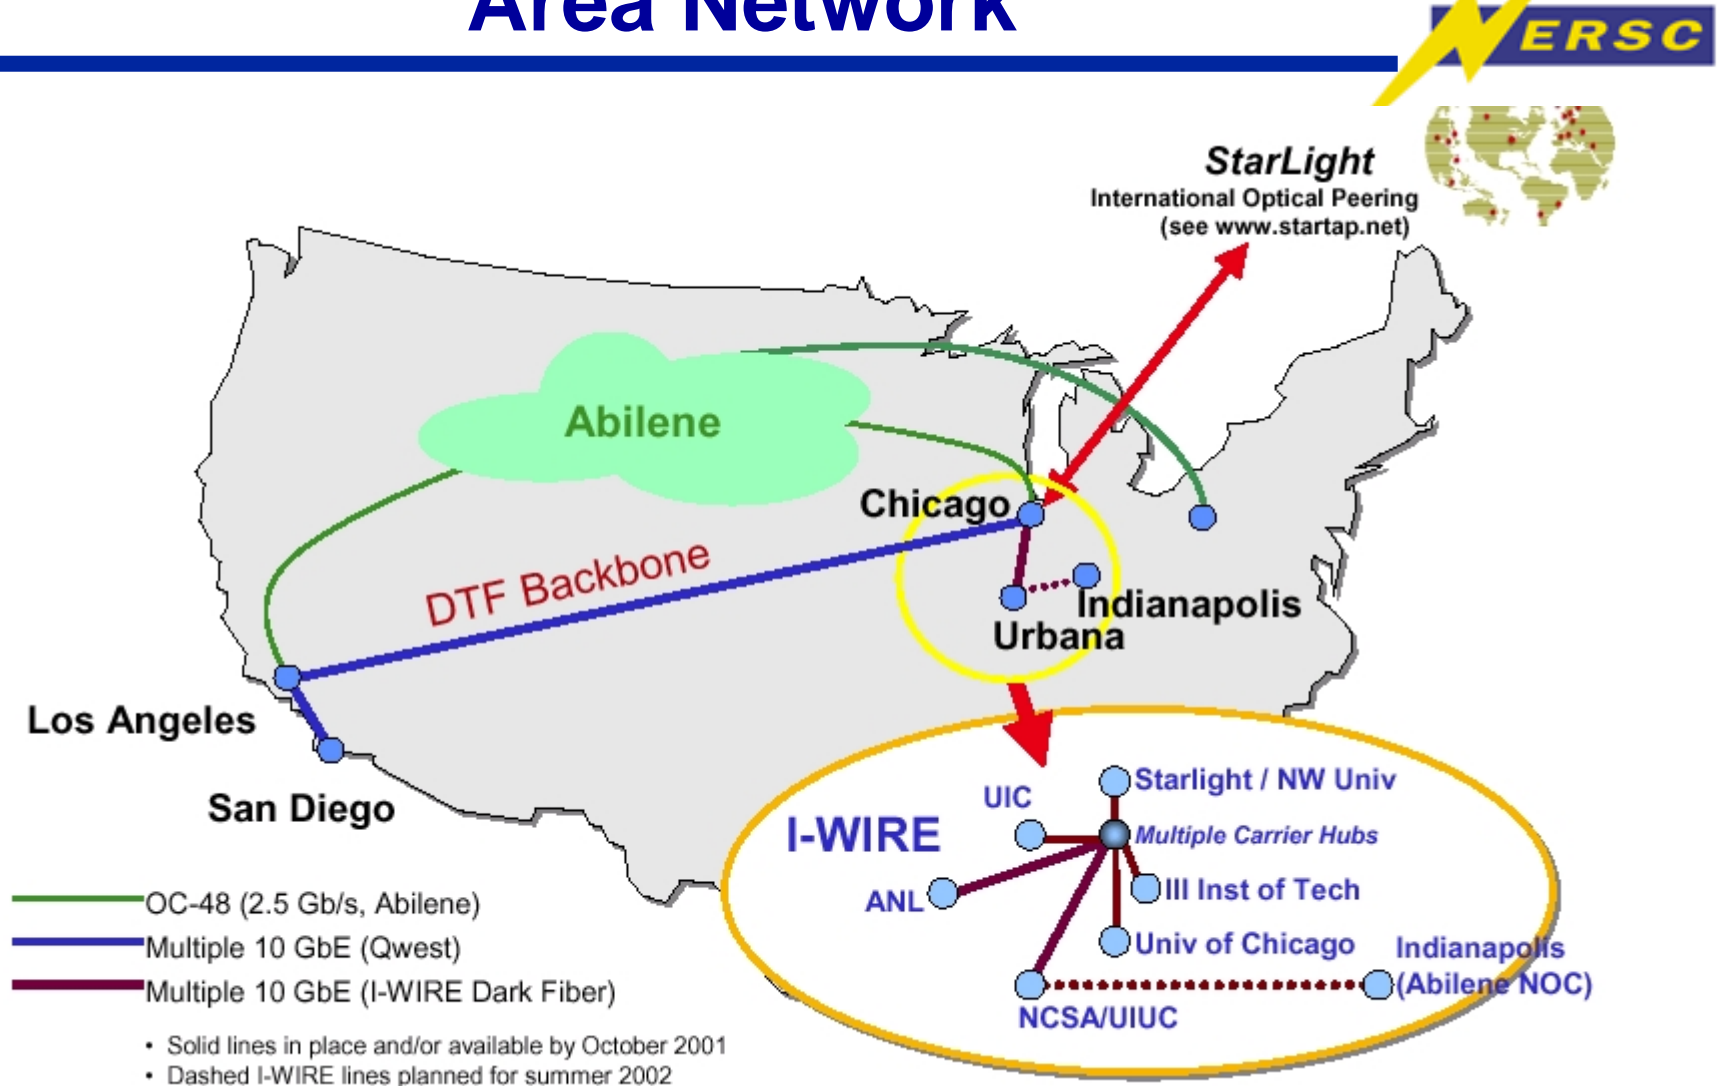 Area Network
NERSC
StarLight
International Optical Peering
(see www.startap.net)
Abilene
Chicago
DTF Backbone
Indianapolis
Urbana
Los Angeles
San Diego
I-WIRE
UIC
Starlight / NW Univ
Multiple Carrier Hubs
ANL
Ill Inst of Tech
Univ of Chicago
Indianapolis
(Abilene NOC)
NCSA/UIUC
OC-48 (2.5 Gb/s, Abilene)
Multiple 10 GbE (Qwest)
Multiple 10 GbE (I-WIRE Dark Fiber)
• Solid lines in place and/or available by October 2001
• Dashed I-WIRE lines planned for summer 2002